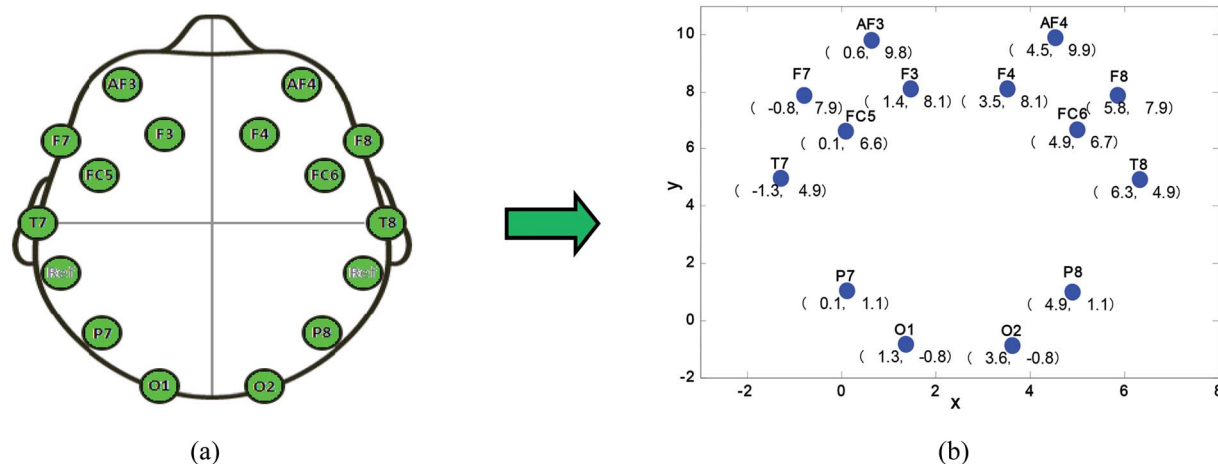 AF3 AF4
F3 F4
F7 F8
FC5 FC6
T7 T8
Ref Ref
P7 P8
O1 O2
(a)
10
8
6
4
2
0
-2
y
AF3 AF4
( 0.6, 9.8) ( 4.5, 9.9)
F7 F3 F4 F8
( -0.8, 7.9) ( 1.4, 8.1) ( 3.5, 8.1) ( 5.8, 7.9)
FC5 FC6
( 0.1, 6.6) ( 4.9, 6.7)
T7 T8
( -1.3, 4.9) ( 6.3, 4.9)
P7 P8
( 0.1, 1.1) ( 4.9, 1.1)
O1 O2
( 1.3, -0.8) ( 3.6, -0.8)
-2 0 2 4 6 8
x
(b)